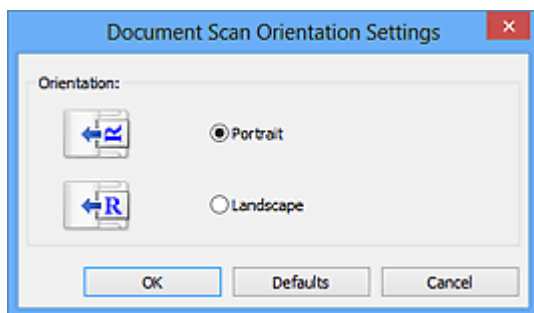 Document Scan Orientation Settings
Orientation:
R
Portrait
R
Landscape
OK Defaults Cancel